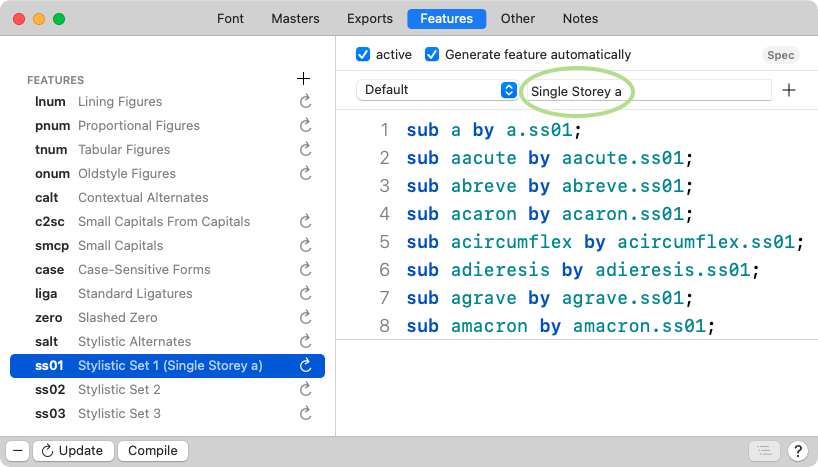 Font Masters Exports Features Other Notes
FEATURES
lnum Lining Figures
pnum Proportional Figures
tnum Tabular Figures
onum Oldstyle Figures
calt Contextual Alternates
c2sc Small Capitals From Capitals
smcp Small Capitals
case Case-Sensitive Forms
liga Standard Ligatures
zero Slashed Zero
salt Stylistic Alternates
ss01 Stylistic Set 1 (Single Storey a)
ss02 Stylistic Set 2
ss03 Stylistic Set 3
active Generate feature automatically Spec
Default Single Storey a
1 sub a by a.ss01;
2 sub aacute by aacute.ss01;
3 sub abreve by abreve.ss01;
4 sub acaron by acaron.ss01;
5 sub acircumflex by acircumflex.ss01;
6 sub adieresis by adieresis.ss01;
7 sub agrave by agrave.ss01;
8 sub amacron by amacron.ss01;
Update Compile ?